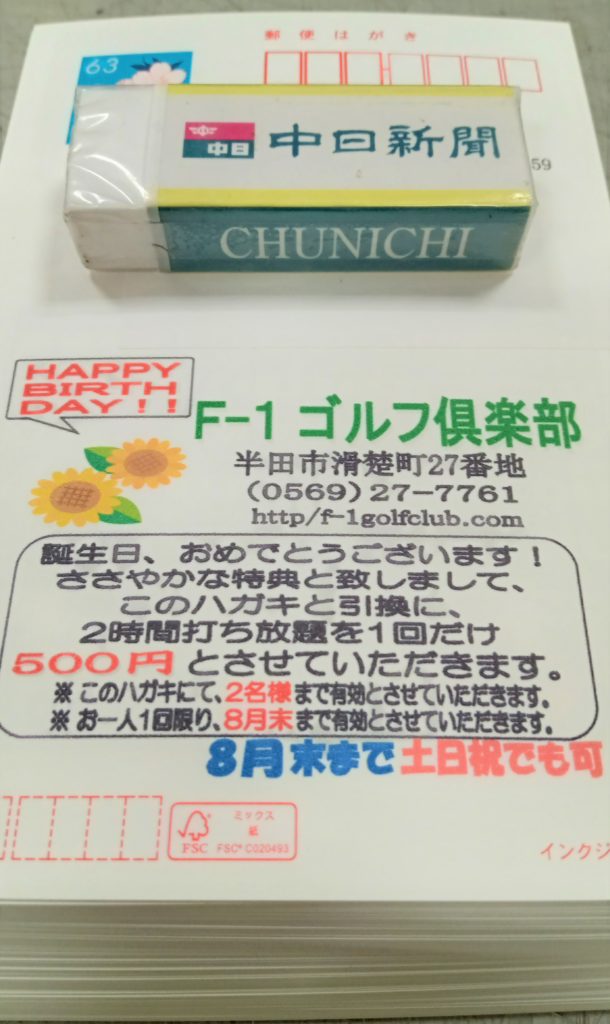 郵便はがき
63
中日 中日新聞
59
CHUNICHI
HAPPY
BIRTH
DAY!!
F-1 ゴルフ倶楽部
半田市滑楚町27番地
(0569)27-7761
http/f-1golfclub.com
誕生日、おめでとうございます!
ささやかな特典と致しまして、
このハガキと引換に、
2時間打ち放題を1回だけ
500円とさせていただきます。
※ このハガキにて、2名様まで有効とさせていただきます。
※ お一人1回限り、8月末まで有効とさせていただきます。
8月末まで土日祝でも可
ミックス
紙
FSC FSC® C020493
インクジ